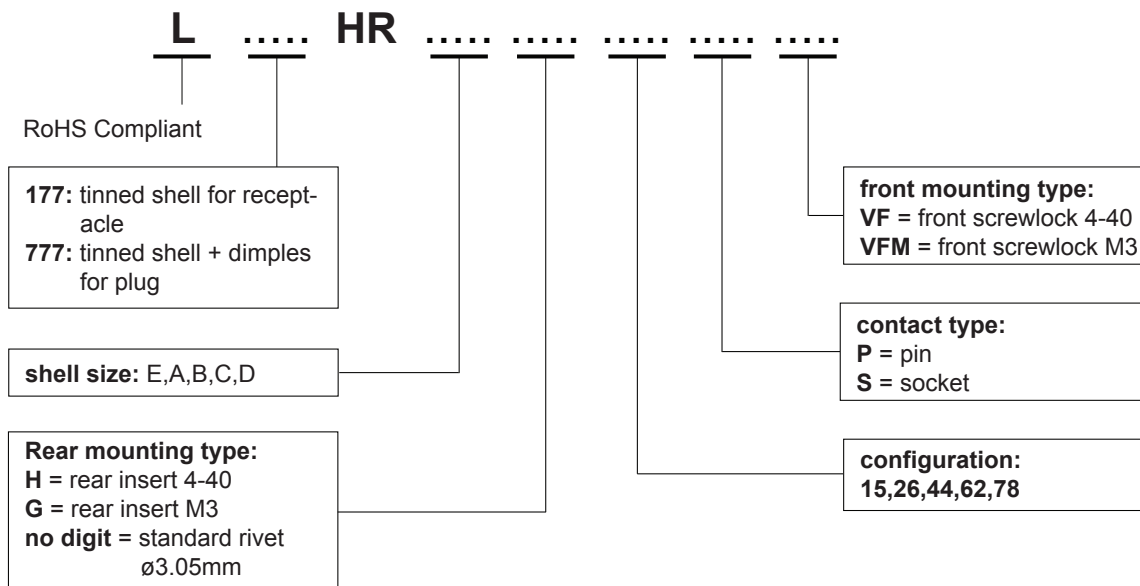 L ..... HR ..... ..... ..... ..... .....
RoHS Compliant
177: tinned shell for recept-
acle
777: tinned shell + dimples
for plug
shell size: E,A,B,C,D
Rear mounting type:
H = rear insert 4-40
G = rear insert M3
no digit = standard rivet
ø3.05mm
front mounting type:
VF = front screwlock 4-40
VFM = front screwlock M3
contact type:
P = pin
S = socket
configuration:
15,26,44,62,78